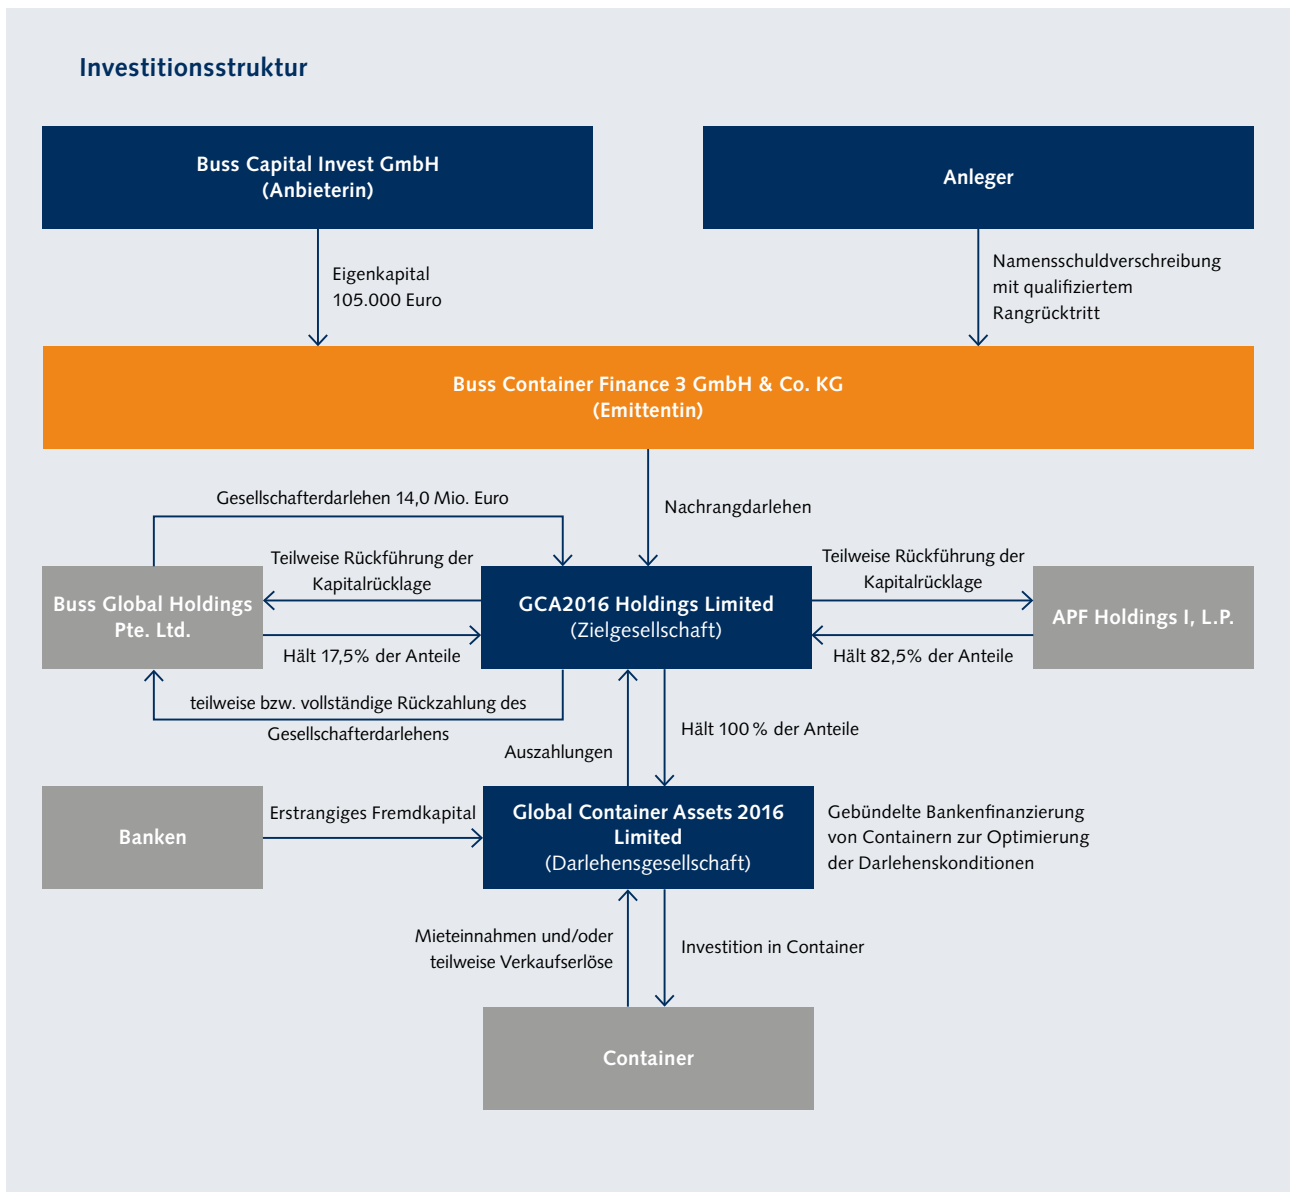 Investitionsstruktur
Buss Capital Invest GmbH
(Anbieterin)
Anleger
Eigenkapital
105.000 Euro
Namensschuldverschreibung
mit qualifiziertem
Rangrücktritt
Buss Container Finance 3 GmbH & Co. KG
(Emittentin)
Gesellschafterdarlehen 14,0 Mio. Euro
Nachrangdarlehen
Teilweise Rückführung der
Kapitalrücklage
Teilweise Rückführung der
Kapitalrücklage
Buss Global Holdings
Pte. Ltd.
GCA2016 Holdings Limited
(Zielgesellschaft)
APF Holdings I, L.P.
Hält 17,5% der Anteile
Hält 82,5% der Anteile
teilweise bzw. vollständige Rückzahlung des
Gesellschafterdarlehens
Hält 100 % der Anteile
Auszahlungen
Banken
Erstrangiges Fremdkapital
Global Container Assets 2016
Limited
(Darlehensgesellschaft)
Gebündelte Bankenfinanzierung
von Containern zur Optimierung
der Darlehenskonditionen
Mieteinnahmen und/oder
teilweise Verkaufserlöse
Investition in Container
Container